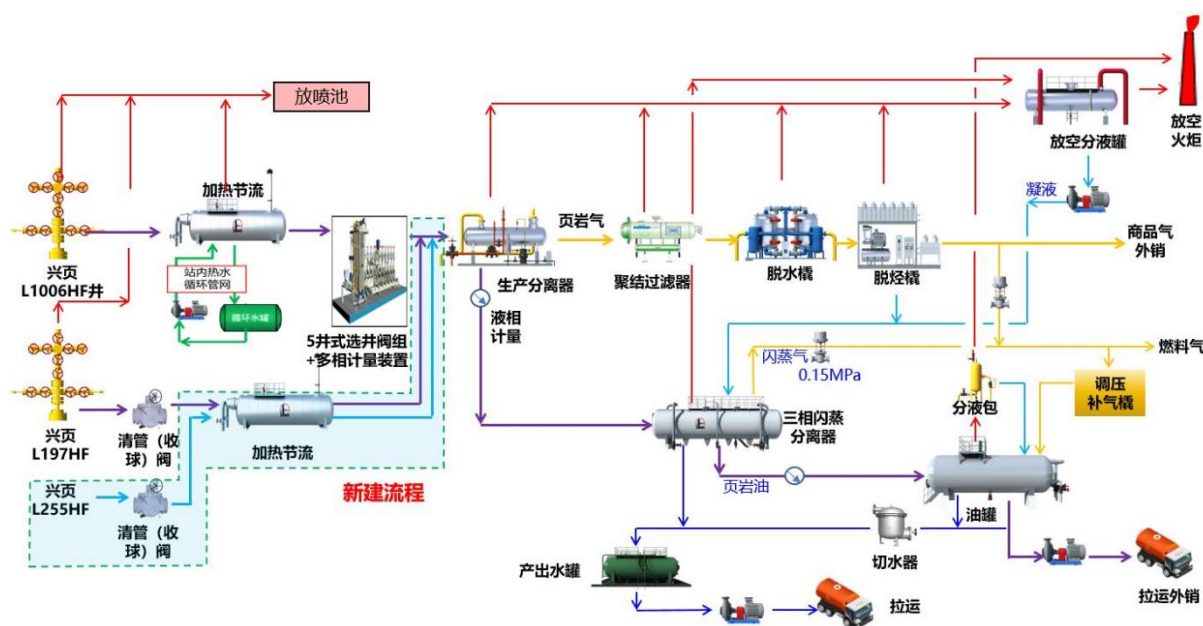 放喷池
放空分液罐
放空
火炬
加热节流
凝液
页岩气
商品气
外销
兴页
L1006HF井
站内热水
循环管网
循环水罐
生产分离器
聚结过滤器
脱水橇
脱烃橇
液相
计量
5井式选井阀组
+多相计量装置
闪蒸气
0.15MPa
燃料气
分液包
调压
补气橇
兴页
L197HF
清管（收
球）阀
加热节流
三相闪蒸
分离器
页岩油
新建流程
兴页
L255HF
清管（收
球）阀
油罐
切水器
产出水罐
拉运
拉运外销